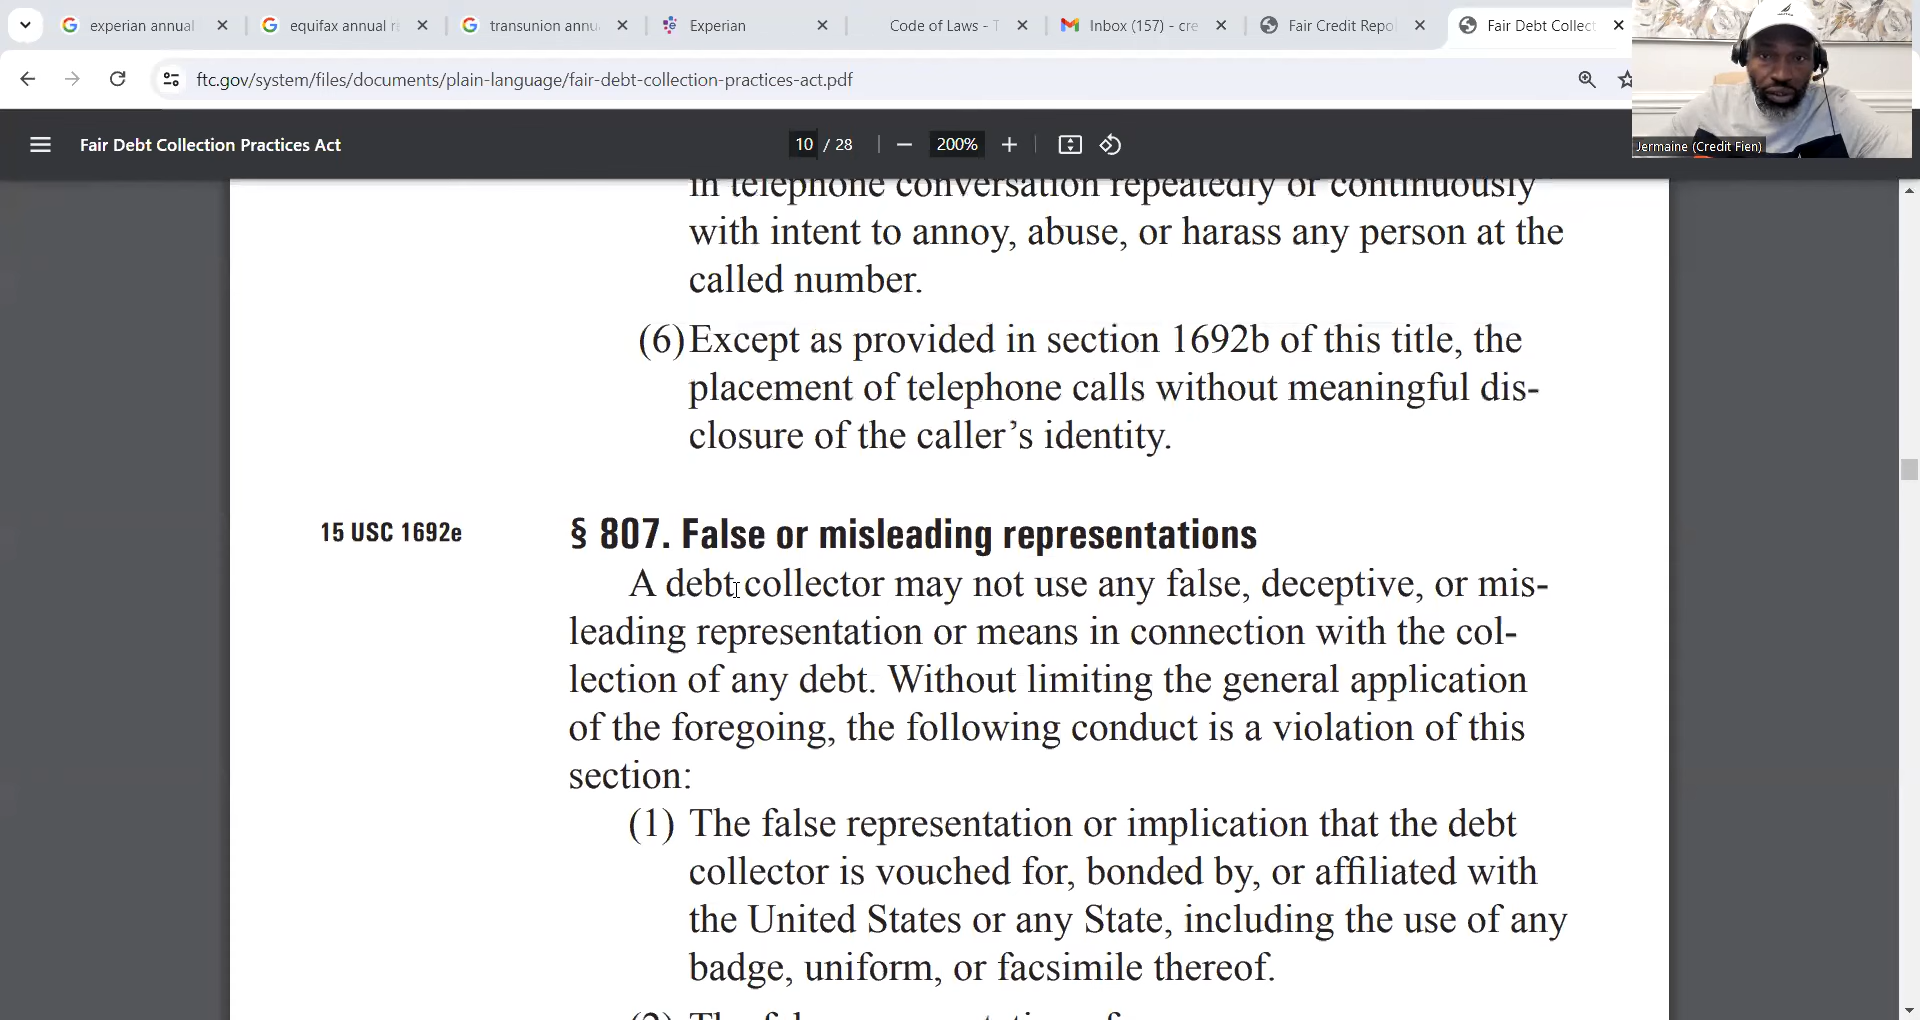 experian annual
equifax annual r
transunion annu
Experian
Code of Laws - T
Inbox (157) - cre
Fair Credit Repo
Fair Debt Collect
ftc.gov/system/files/documents/plain-language/fair-debt-collection-practices-act.pdf
Jermaine (Credit Fien)
Fair Debt Collection Practices Act
10 / 28
200%
in telephone conversation repeatedly or continuously
with intent to annoy, abuse, or harass any person at the
called number.
(6) Except as provided in section 1692b of this title, the
placement of telephone calls without meaningful dis-
closure of the caller’s identity.
15 USC 1692e
§ 807. False or misleading representations
A debt collector may not use any false, deceptive, or mis-
leading representation or means in connection with the col-
lection of any debt. Without limiting the general application
of the foregoing, the following conduct is a violation of this
section:
(1) The false representation or implication that the debt
collector is vouched for, bonded by, or affiliated with
the United States or any State, including the use of any
badge, uniform, or facsimile thereof.